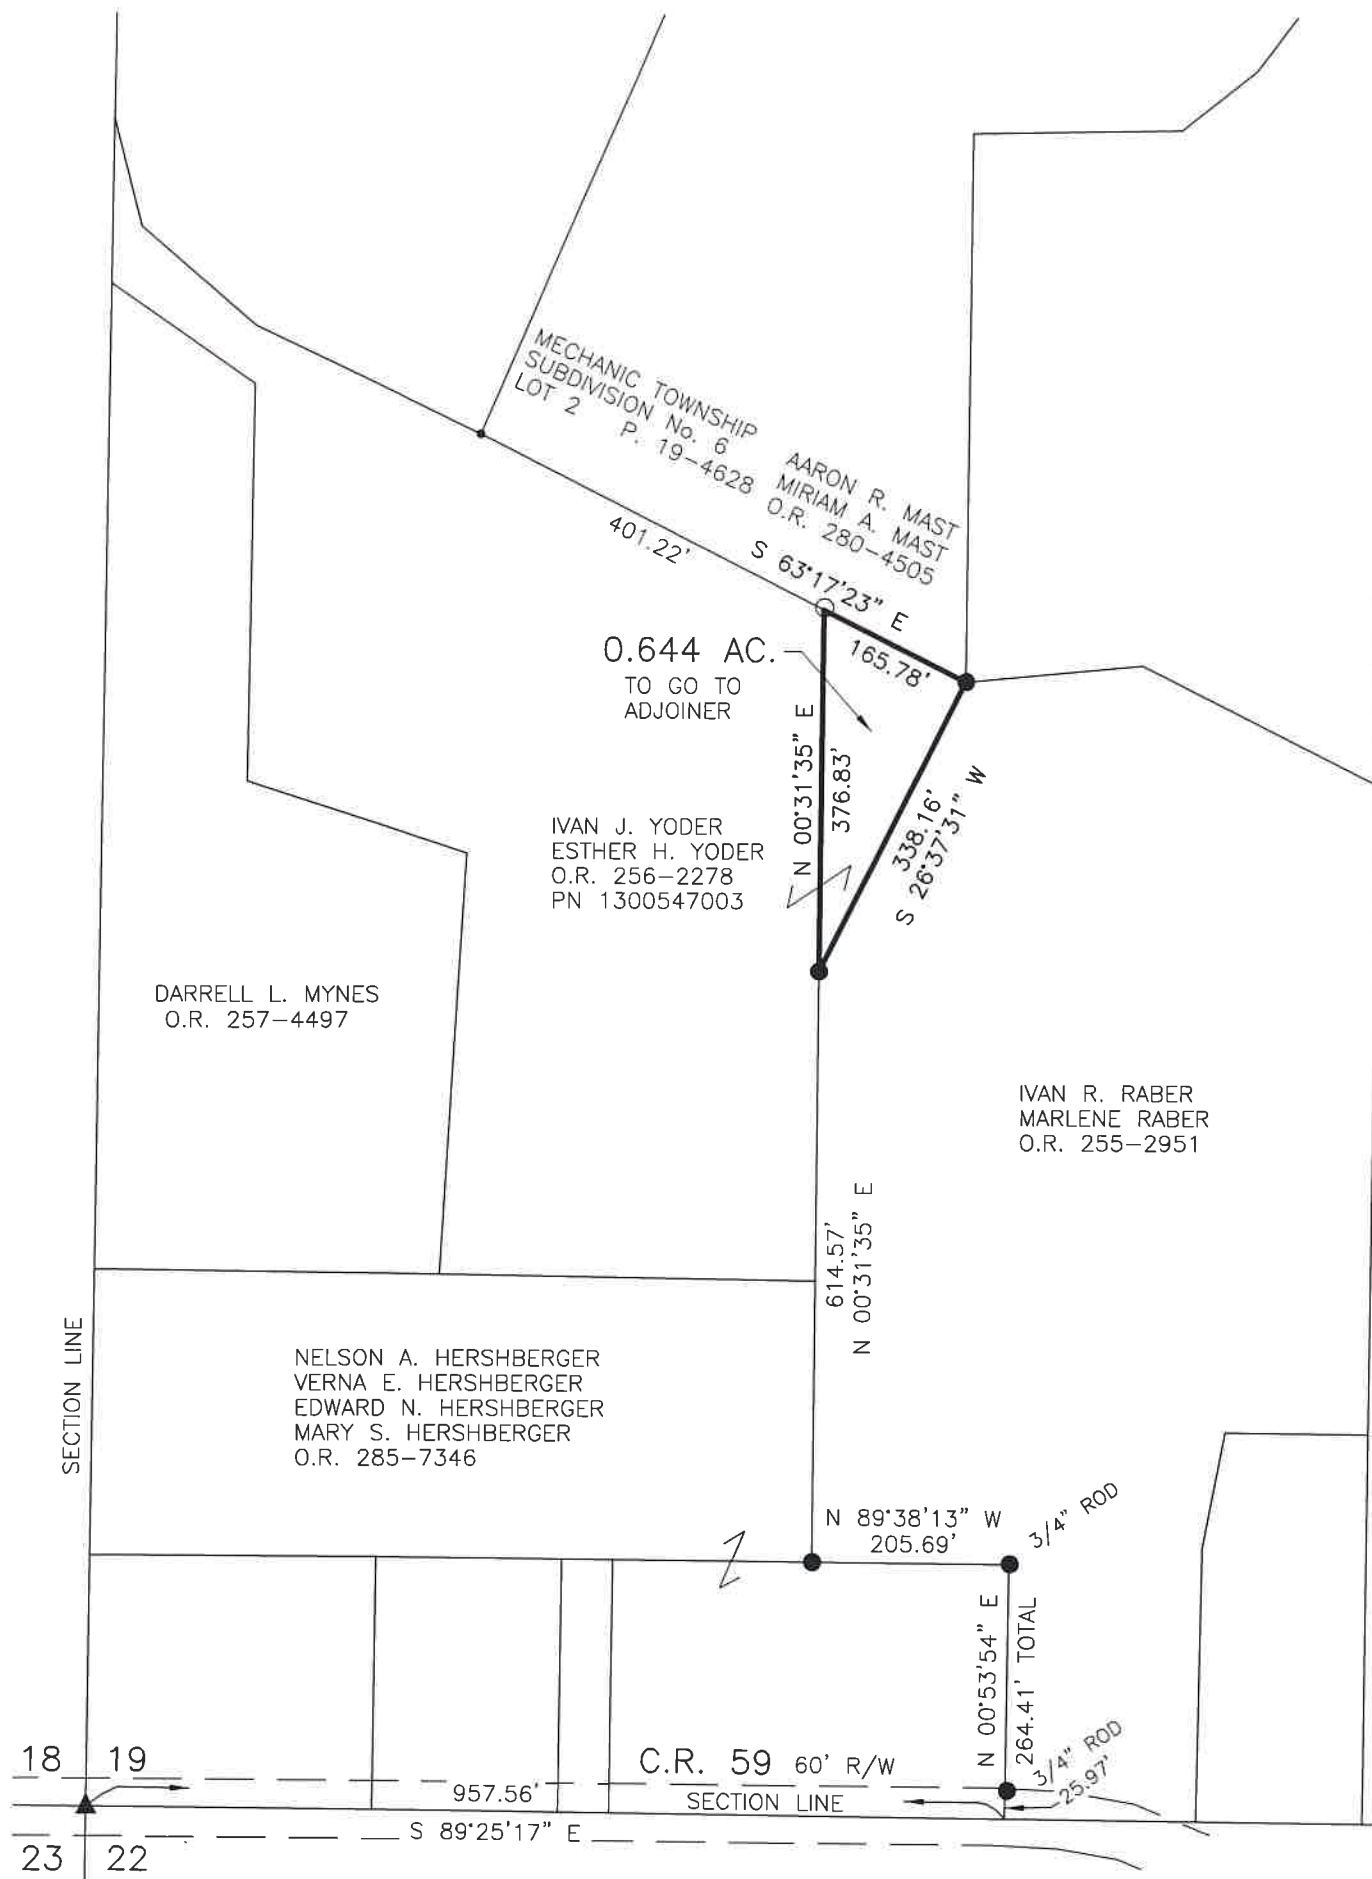 MECHANIC TOWNSHIP
SUBDIVISION No. 6
LOT 2 P. 19-4628
AARON R. MAST
MIRIAM A. MAST
O.R. 280-4505
401.22'
S 63°17'23" E
165.78'
0.644 AC.
TO GO TO
ADJOINER
N 00°31'35" E
376.83'
338.16'
S 26°37'31" W
IVAN J. YODER
ESTHER H. YODER
O.R. 256-2278
PN 1300547003
DARRELL L. MYNES
O.R. 257-4497
IVAN R. RABER
MARLENE RABER
O.R. 255-2951
614.57'
N 00°31'35" E
SECTION LINE
NELSON A. HERSHBERGER
VERNA E. HERSHBERGER
EDWARD N. HERSHBERGER
MARY S. HERSHBERGER
O.R. 285-7346
N 89°38'13" W
205.69'
3/4" ROD
N 00°53'54" E
264.41' TOTAL
3/4" ROD
25.97'
18 19
C.R. 59 60' R/W
957.56'
SECTION LINE
S 89°25'17" E
23 22